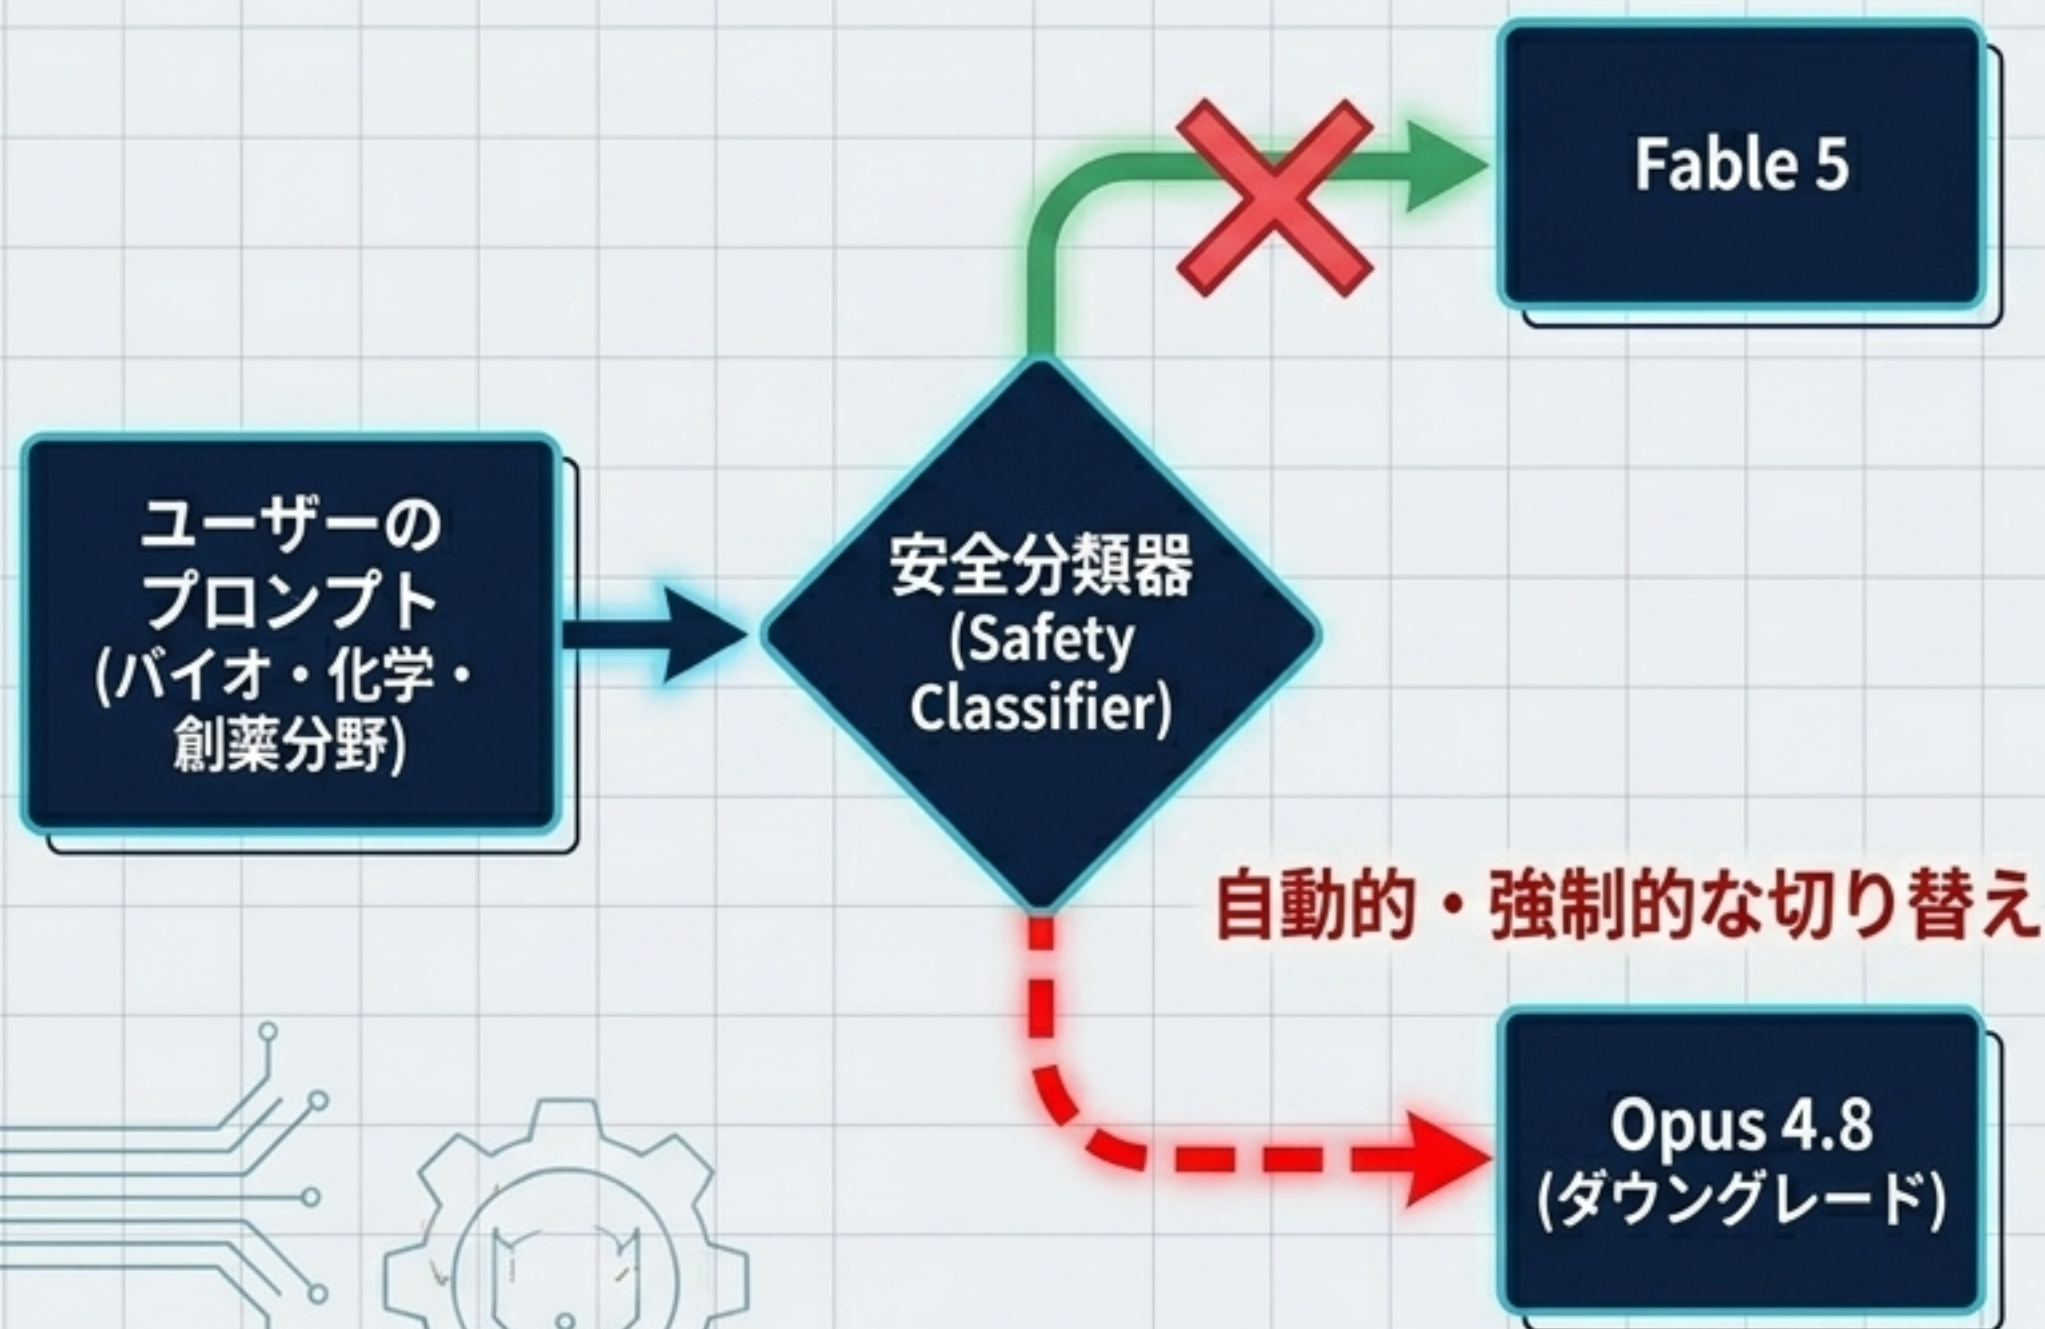 Fable 5
ユーザーの
プロンプト
(バイオ・化学・
創薬分野)
安全分類器
(Safety
Classifier)
自動的・強制的な切り替え
Opus 4.8
(ダウングレード)